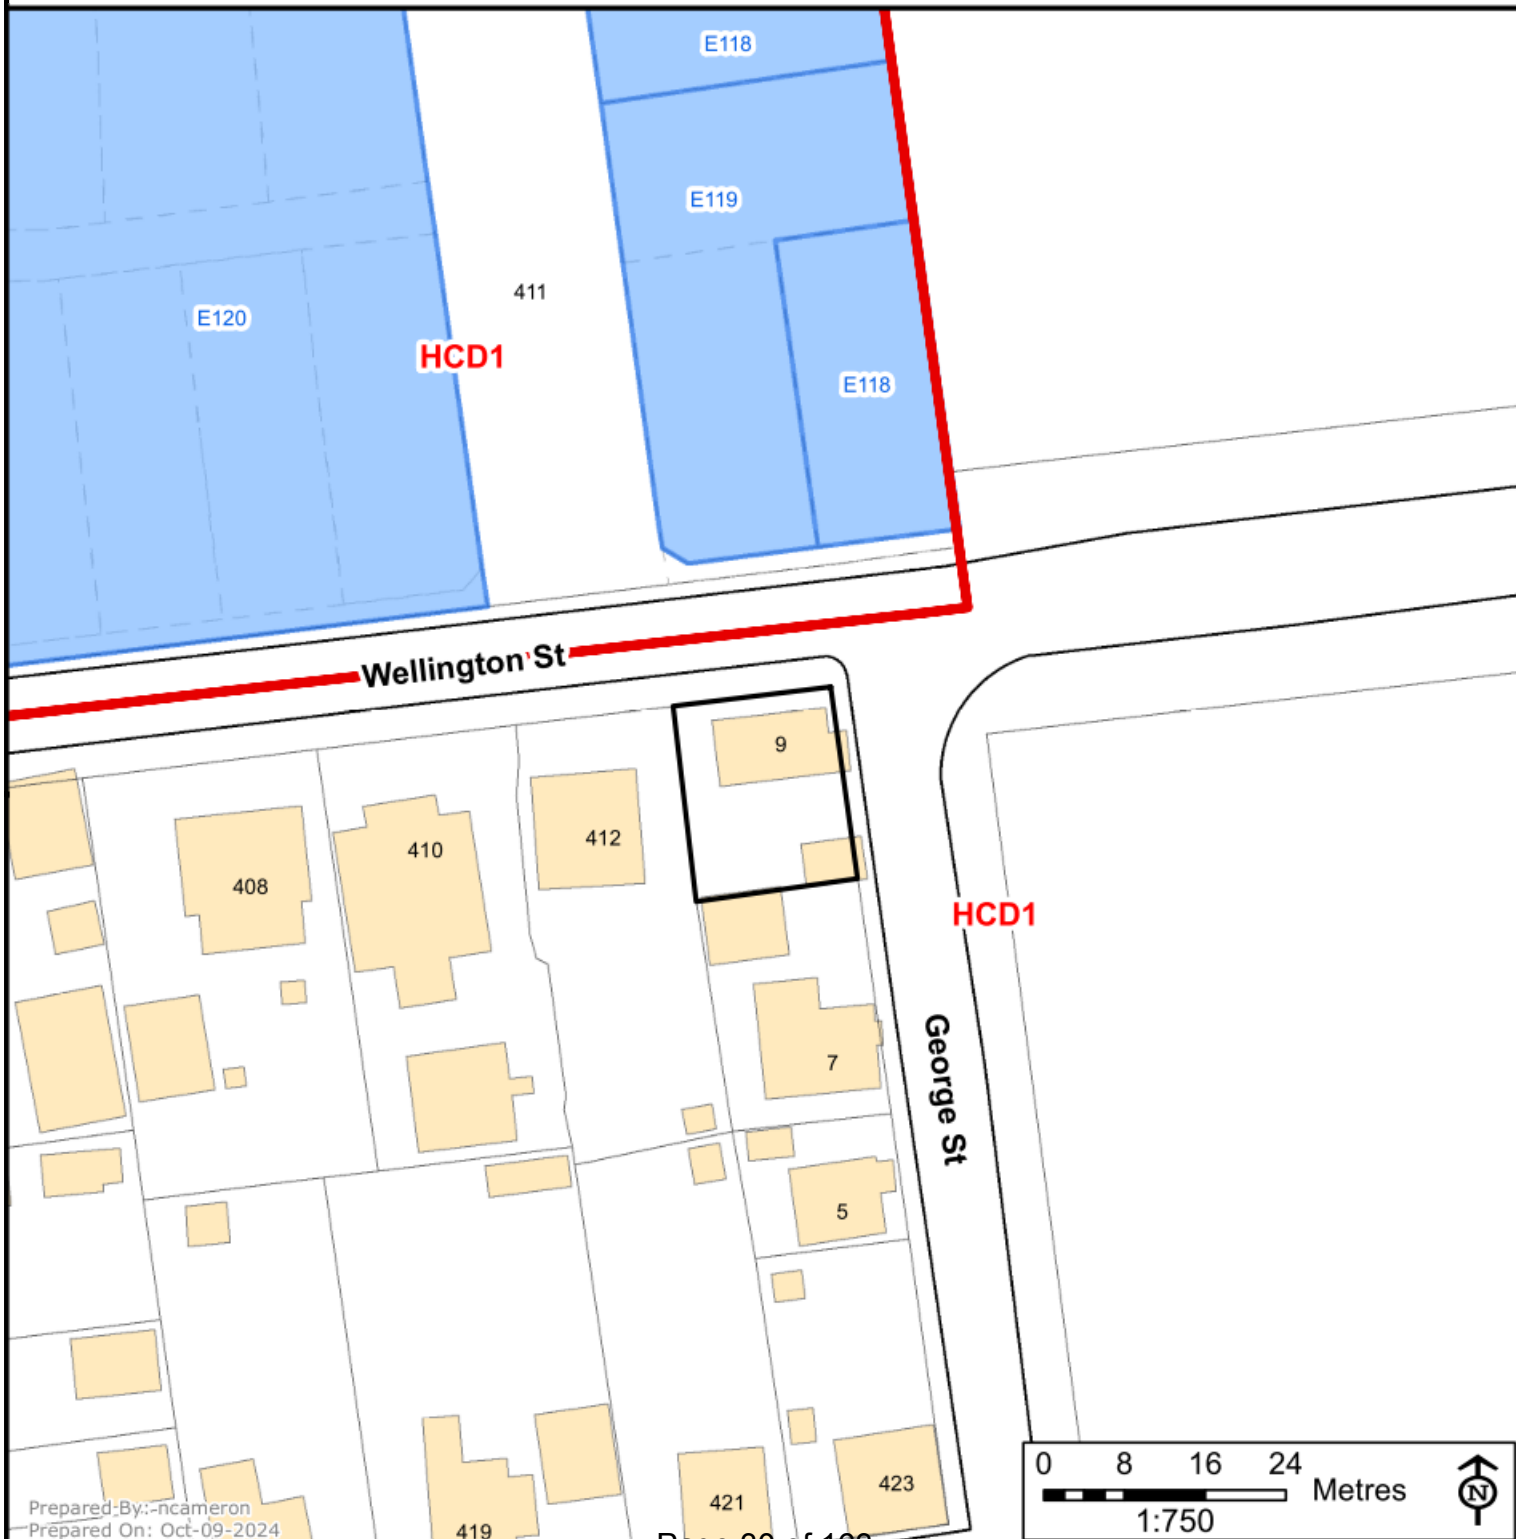 E118
E119
411
E120
HCD1
E118
Wellington St
9
412
410
408
HCD1
George St
7
5
423
421
419
0 8 16 24
Metres
1:750
N
Prepared By: ncameron
Prepared On: Oct-09-2024